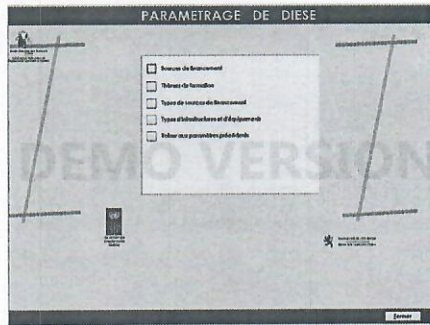 PARAMETRAGE DE DIESE
Sources de financement
Thèmes de formation
Types de sources de financement
Types d'infrastructures et d'équipements
Retour aux paramètres précédents
DEMO VERSION
Fermer